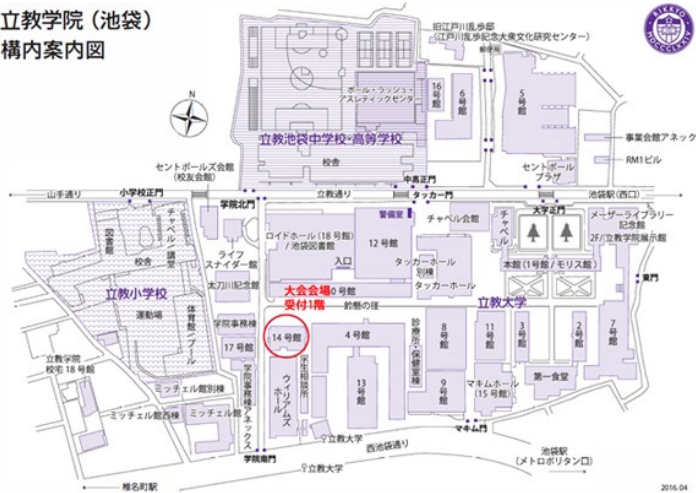 立教学院（池袋）
構内案内図
旧江戸川乱歩邸
（江戸川乱歩記念大衆文化研究センター）
郵便局
RIKKYO
MDCCCLXXIV
N
ポール・ラッシュ・
アスレティックセンター
16号館
6号館
5号館
立教池袋中学校・高等学校
校舎
事業会館アネックス
RM1ビル
セントポールズ会館
（校友会館）
セントポール
プラザ
中高正門
山手通り
小学校正門
学院北門
立教通り
タッカー門
大学正門
池袋駅（西口）
警備室
チャペル会館
チャペル
メーザーライブラリー
記念館
2F/立教学院展示館
図書館
校舎
チャペル／講堂
ライフ
スナイダー館
ロイドホール（18号館）
／池袋図書館
12号館
入口
タッカーホール
別棟
タッカーホール
本館（1号館／モリス館）
東門
太刀川記念館
大会会場
受付1階
0号館
立教小学校
運動場
体育館／プール
鈴懸の径
立教大学
学院事務棟
17号館
14号館
4号館
診療所・保健室棟
8号館
11号館
3号館
2号館
7号館
立教学院
校宅18号館
ミッチェル館別棟
ミッチェル館西棟
ミッチェル館
学院事務棟アネックス
ウィリアムズ
ホール
学生相談所
13号館
9号館
マキムホール
（15号館）
第一食堂
マキム門
立教大学
西池袋通り
学院南門
立教大学
池袋駅
（メトロポリタン口）
椎名町駅
2016.04